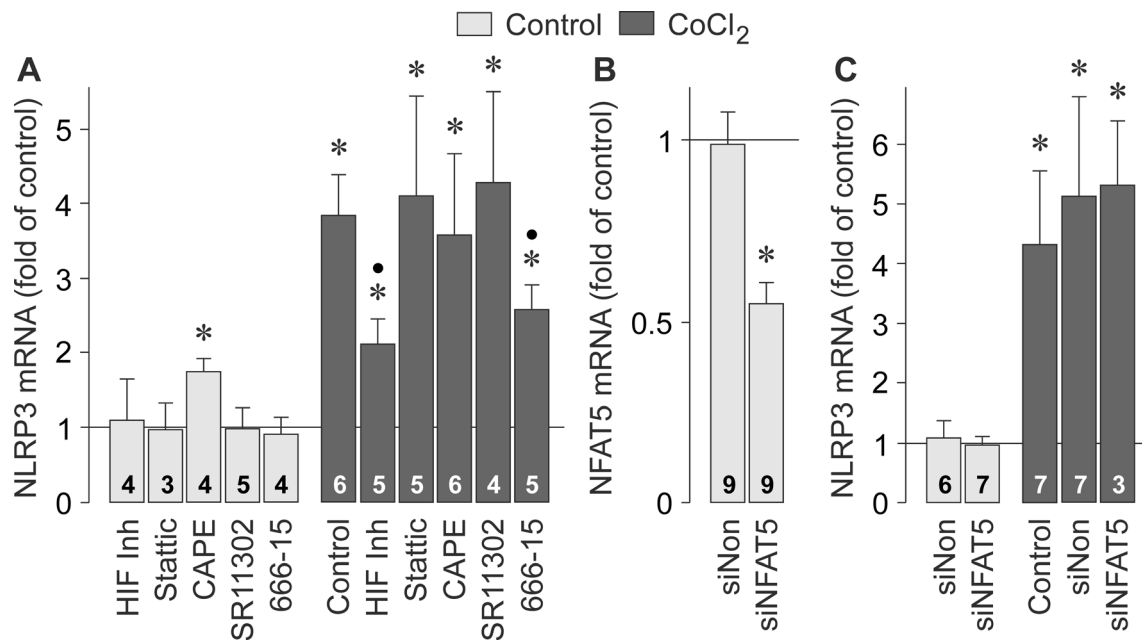 Control CoCl2
A
NLRP3 mRNA (fold of control)
5
4
3
2
1
0
4 3 4 5 4 6 5 5 6 4 5
HIF Inh
Stattic
CAPE
SR11302
666-15
Control
HIF Inh
Stattic
CAPE
SR11302
666-15
* * • * * * * • *
B
NFAT5 mRNA (fold of control)
1
0.5
0
*
9 9
siNon
siNFAT5
C
NLRP3 mRNA (fold of control)
6
5
4
3
2
1
0
* * *
6 7 7 7 3
siNon
siNFAT5
Control
siNon
siNFAT5